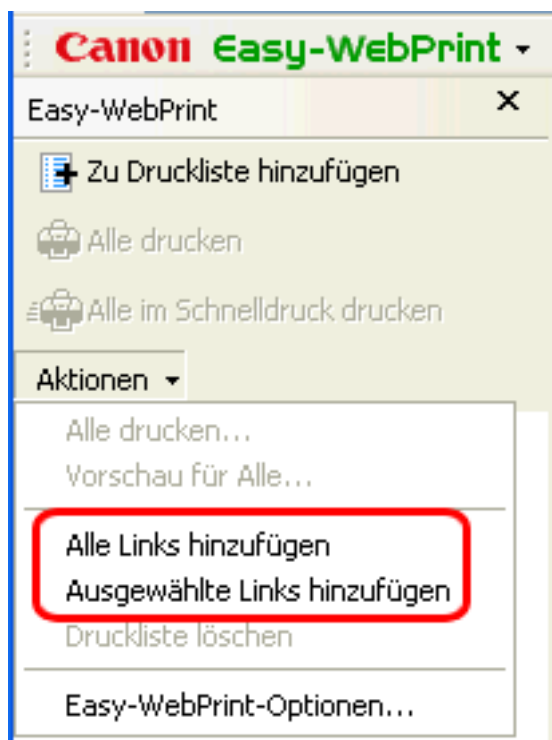 Canon Easy-WebPrint
Easy-WebPrint
Zu Druckliste hinzufügen
Alle drucken
Alle im Schnelldruck drucken
Aktionen
Alle drucken...
Vorschau für Alle...
Alle Links hinzufügen
Ausgewählte Links hinzufügen
Druckliste löschen
Easy-WebPrint-Optionen...